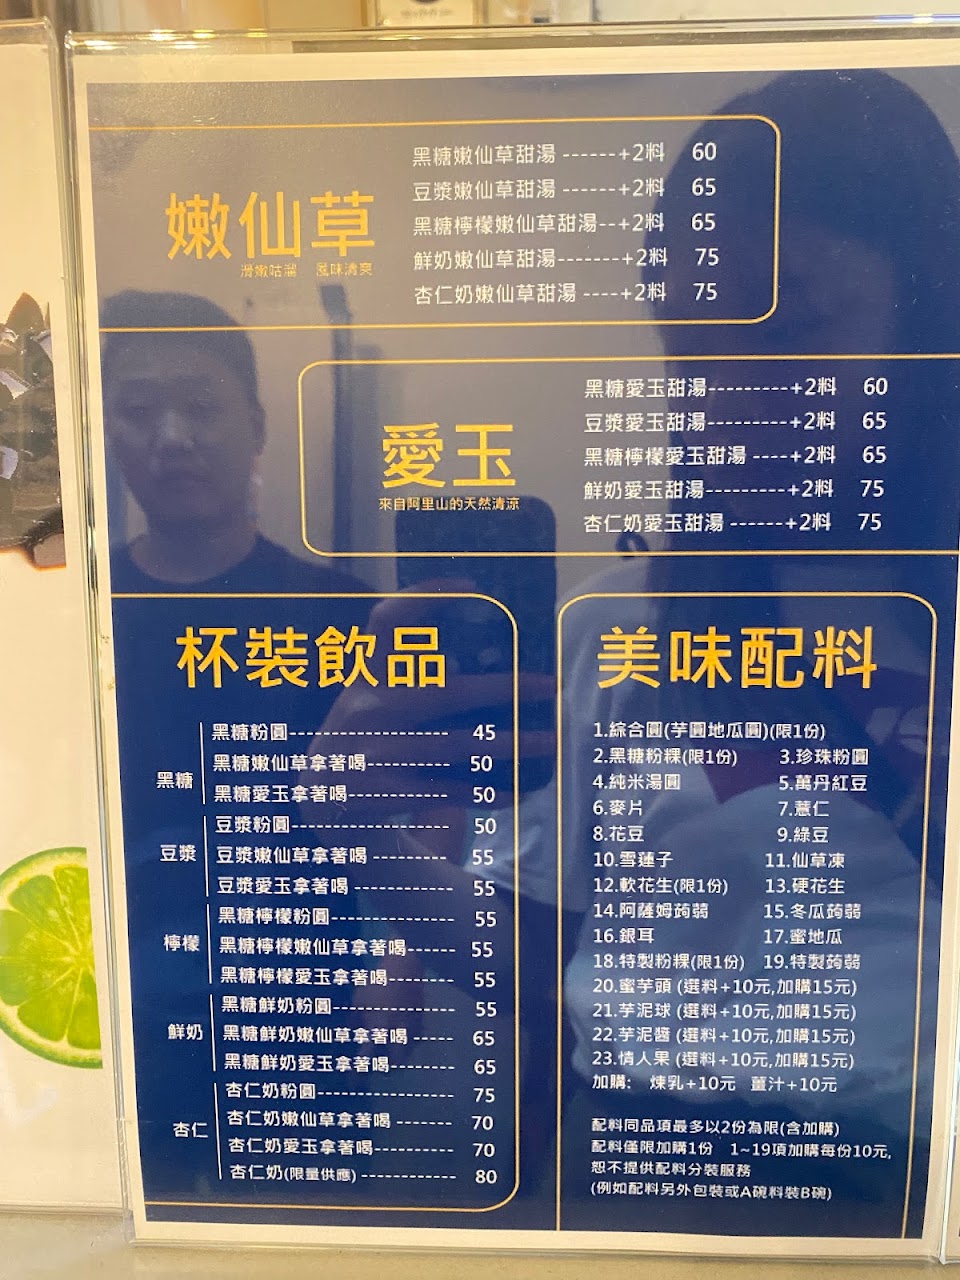 嫩仙草
滑嫩咕溜 風味清爽
黑糖嫩仙草甜湯 ------+2料 60
豆漿嫩仙草甜湯 ------+2料 65
黑糖檸檬嫩仙草甜湯--+2料 65
鮮奶嫩仙草甜湯-------+2料 75
杏仁奶嫩仙草甜湯 ----+2料 75
愛玉
來自阿里山的天然清涼
黑糖愛玉甜湯---------+2料 60
豆漿愛玉甜湯---------+2料 65
黑糖檸檬愛玉甜湯 ----+2料 65
鮮奶愛玉甜湯---------+2料 75
杏仁奶愛玉甜湯 ------+2料 75
杯裝飲品
黑糖
黑糖粉圓------------------- 45
黑糖嫩仙草拿著喝---------- 50
黑糖愛玉拿著喝------------ 50
豆漿
豆漿粉圓------------------- 50
豆漿嫩仙草拿著喝 --------- 55
豆漿愛玉拿著喝 ------------ 55
檸檬
黑糖檸檬粉圓--------------- 55
黑糖檸檬嫩仙草拿著喝------ 55
黑糖檸檬愛玉拿著喝-------- 55
鮮奶
黑糖鮮奶粉圓--------------- 55
黑糖鮮奶嫩仙草拿著喝 ----- 65
黑糖鮮奶愛玉拿著喝-------- 65
杏仁
杏仁奶粉圓----------------- 75
杏仁奶嫩仙草拿著喝 ------- 70
杏仁奶愛玉拿著喝---------- 70
杏仁奶(限量供應) ------------ 80
美味配料
1.綜合圓(芋圓地瓜圓)(限1份)
2.黑糖粉粿(限1份) 3.珍珠粉圓
4.純米湯圓 5.萬丹紅豆
6.麥片 7.薏仁
8.花豆 9.綠豆
10.雪蓮子 11.仙草凍
12.軟花生(限1份) 13.硬花生
14.阿薩姆蒟蒻 15.冬瓜蒟蒻
16.銀耳 17.蜜地瓜
18.特製粉粿(限1份) 19.特製蒟蒻
20.蜜芋頭 (選料+10元,加購15元)
21.芋泥球 (選料+10元,加購15元)
22.芋泥醬 (選料+10元,加購15元)
23.情人果 (選料+10元,加購15元)
加購: 煉乳+10元 薑汁+10元
配料同品項最多以2份為限(含加購)
配料僅限加購1份 1~19項加購每份10元,
恕不提供配料分裝服務
(例如配料另外包裝或A碗料裝B碗)